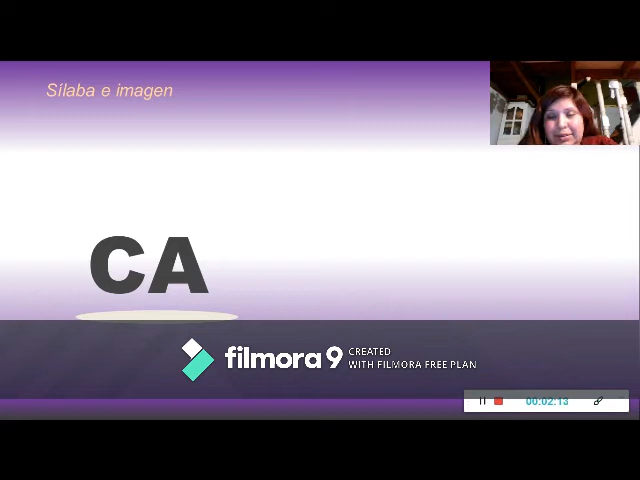 Sílaba e imagen
CA
filmora 9 CREATED
WITH FILMORA FREE PLAN
00:02:13